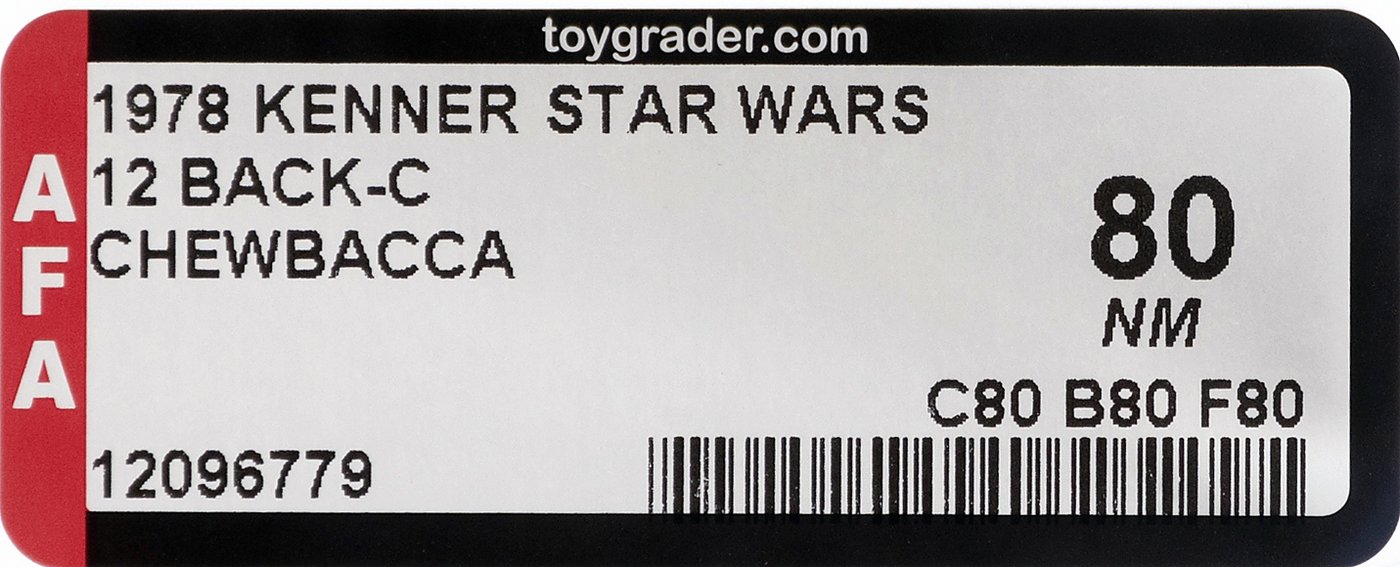 toygrader.com
AFA
1978 KENNER STAR WARS
12 BACK-C
CHEWBACCA
80
NM
C80 B80 F80
12096779